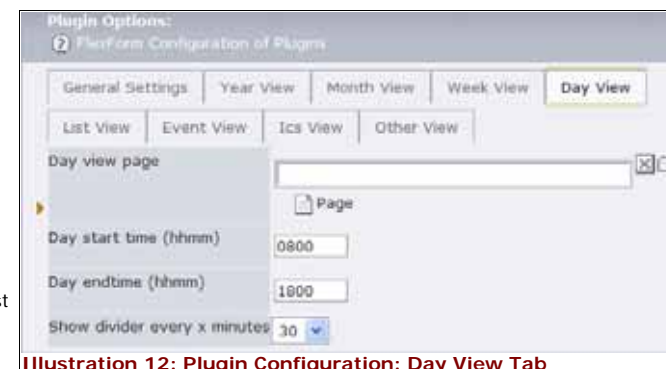 Plugin Options:
FlexForm Configuration of Plugins
General Settings Year View Month View Week View Day View
List View Event View Ics View Other View
Day view page
Page
Day start time (hhmm) 0800
Day endtime (hhmm) 1800
st
Show divider every x minutes 30
Illustration 12: Plugin Configuration: Day View Tab